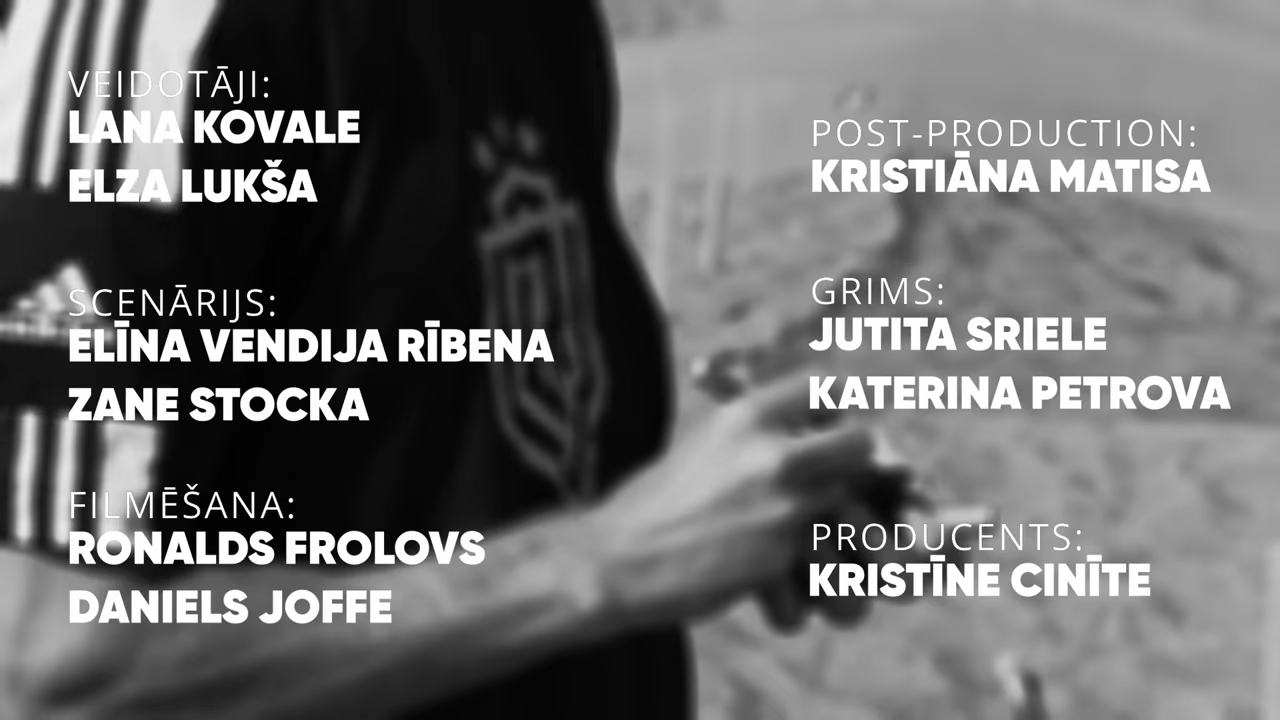 VEIDOTĀJI:
LANA KOVALE
ELZA LUKŠA
SCENĀRIJS:
ELĪNA VENDIJA RĪBENA
ZANE STOCKA
FILMĒŠANA:
RONALDS FROLOVS
DANIELS JOFFE
POST-PRODUCTION:
KRISTIĀNA MATISA
GRIMS:
JUTITA SRIELE
KATERINA PETROVA
PRODUCENTS:
KRISTĪNE CINĪTE